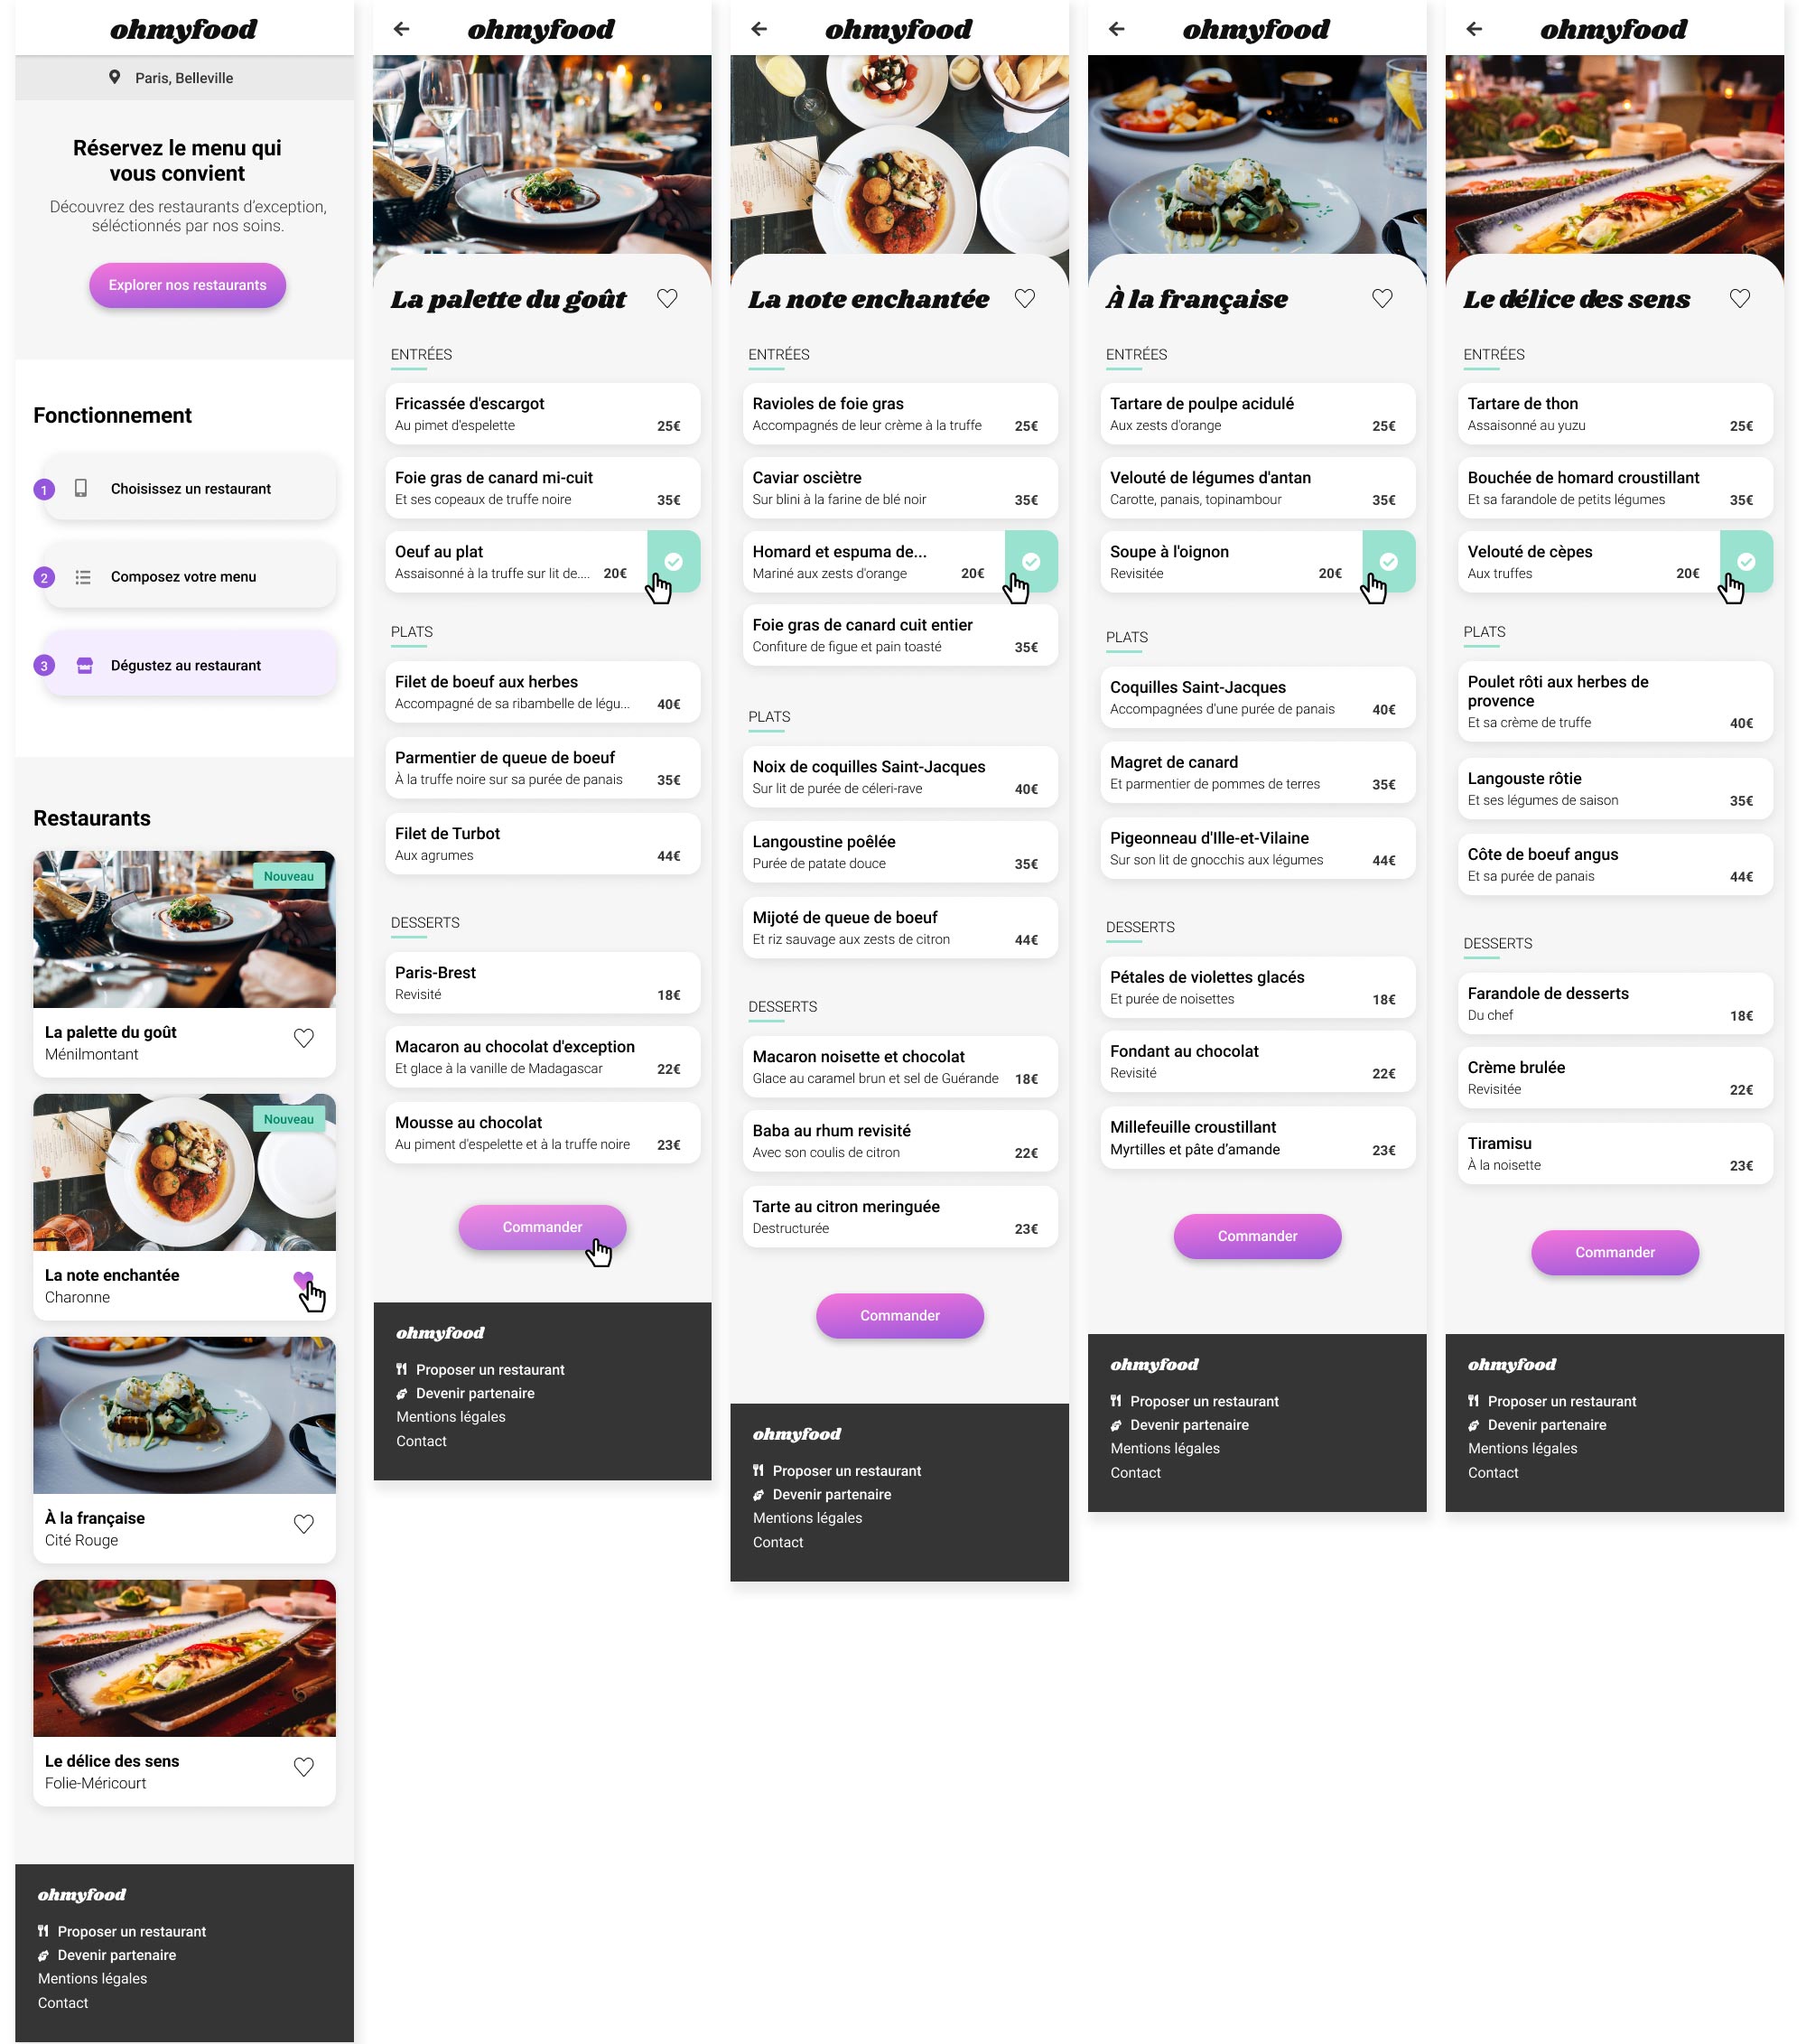 ohmyfood
Paris, Belleville
Réservez le menu qui
vous convient
Découvrez des restaurants d'exception,
séléctionnés par nos soins.
Explorer nos restaurants
Fonctionnement
1
Choisissez un restaurant
2
Composez votre menu
3
Dégustez au restaurant
Restaurants
Nouveau
La palette du goût
Ménilmontant
Nouveau
La note enchantée
Charonne
À la française
Cité Rouge
Le délice des sens
Folie-Méricourt
ohmyfood
Proposer un restaurant
Devenir partenaire
Mentions légales
Contact
ohmyfood
La palette du goût
ENTRÉES
Fricassée d'escargot
Au pimet d'espelette 25€
Foie gras de canard mi-cuit
Et ses copeaux de truffe noire 35€
Oeuf au plat
Assaisonné à la truffe sur lit de.... 20€
PLATS
Filet de boeuf aux herbes
Accompagné de sa ribambelle de légu... 40€
Parmentier de queue de boeuf
À la truffe noire sur sa purée de panais 35€
Filet de Turbot
Aux agrumes 44€
DESSERTS
Paris-Brest
Revisité 18€
Macaron au chocolat d'exception
Et glace à la vanille de Madagascar 22€
Mousse au chocolat
Au piment d'espelette et à la truffe noire 23€
Commander
ohmyfood
Proposer un restaurant
Devenir partenaire
Mentions légales
Contact
ohmyfood
La note enchantée
ENTRÉES
Ravioles de foie gras
Accompagnés de leur crème à la truffe 25€
Caviar osciètre
Sur blini à la farine de blé noir 35€
Homard et espuma de...
Mariné aux zests d'orange 20€
Foie gras de canard cuit entier
Confiture de figue et pain toasté 35€
PLATS
Noix de coquilles Saint-Jacques
Sur lit de purée de céleri-rave 40€
Langoustine poêlée
Purée de patate douce 35€
Mijoté de queue de boeuf
Et riz sauvage aux zests de citron 44€
DESSERTS
Macaron noisette et chocolat
Glace au caramel brun et sel de Guérande 18€
Baba au rhum revisité
Avec son coulis de citron 22€
Tarte au citron meringuée
Destructurée 23€
Commander
ohmyfood
Proposer un restaurant
Devenir partenaire
Mentions légales
Contact
ohmyfood
À la française
ENTRÉES
Tartare de poulpe acidulé
Aux zests d'orange 25€
Velouté de légumes d'antan
Carotte, panais, topinambour 35€
Soupe à l'oignon
Revisitée 20€
PLATS
Coquilles Saint-Jacques
Accompagnées d'une purée de panais 40€
Magret de canard
Et parmentier de pommes de terres 35€
Pigeonneau d'Ille-et-Vilaine
Sur son lit de gnocchis aux légumes 44€
DESSERTS
Pétales de violettes glacés
Et purée de noisettes 18€
Fondant au chocolat
Revisité 22€
Millefeuille croustillant
Myrtilles et pâte d'amande 23€
Commander
ohmyfood
Proposer un restaurant
Devenir partenaire
Mentions légales
Contact
ohmyfood
Le délice des sens
ENTRÉES
Tartare de thon
Assaisonné au yuzu 25€
Bouchée de homard croustillant
Et sa farandole de petits légumes 35€
Velouté de cèpes
Aux truffes 20€
PLATS
Poulet rôti aux herbes de
provence
Et sa crème de truffe 40€
Langouste rôtie
Et ses légumes de saison 35€
Côte de boeuf angus
Et sa purée de panais 44€
DESSERTS
Farandole de desserts
Du chef 18€
Crème brulée
Revisitée 22€
Tiramisu
À la noisette 23€
Commander
ohmyfood
Proposer un restaurant
Devenir partenaire
Mentions légales
Contact